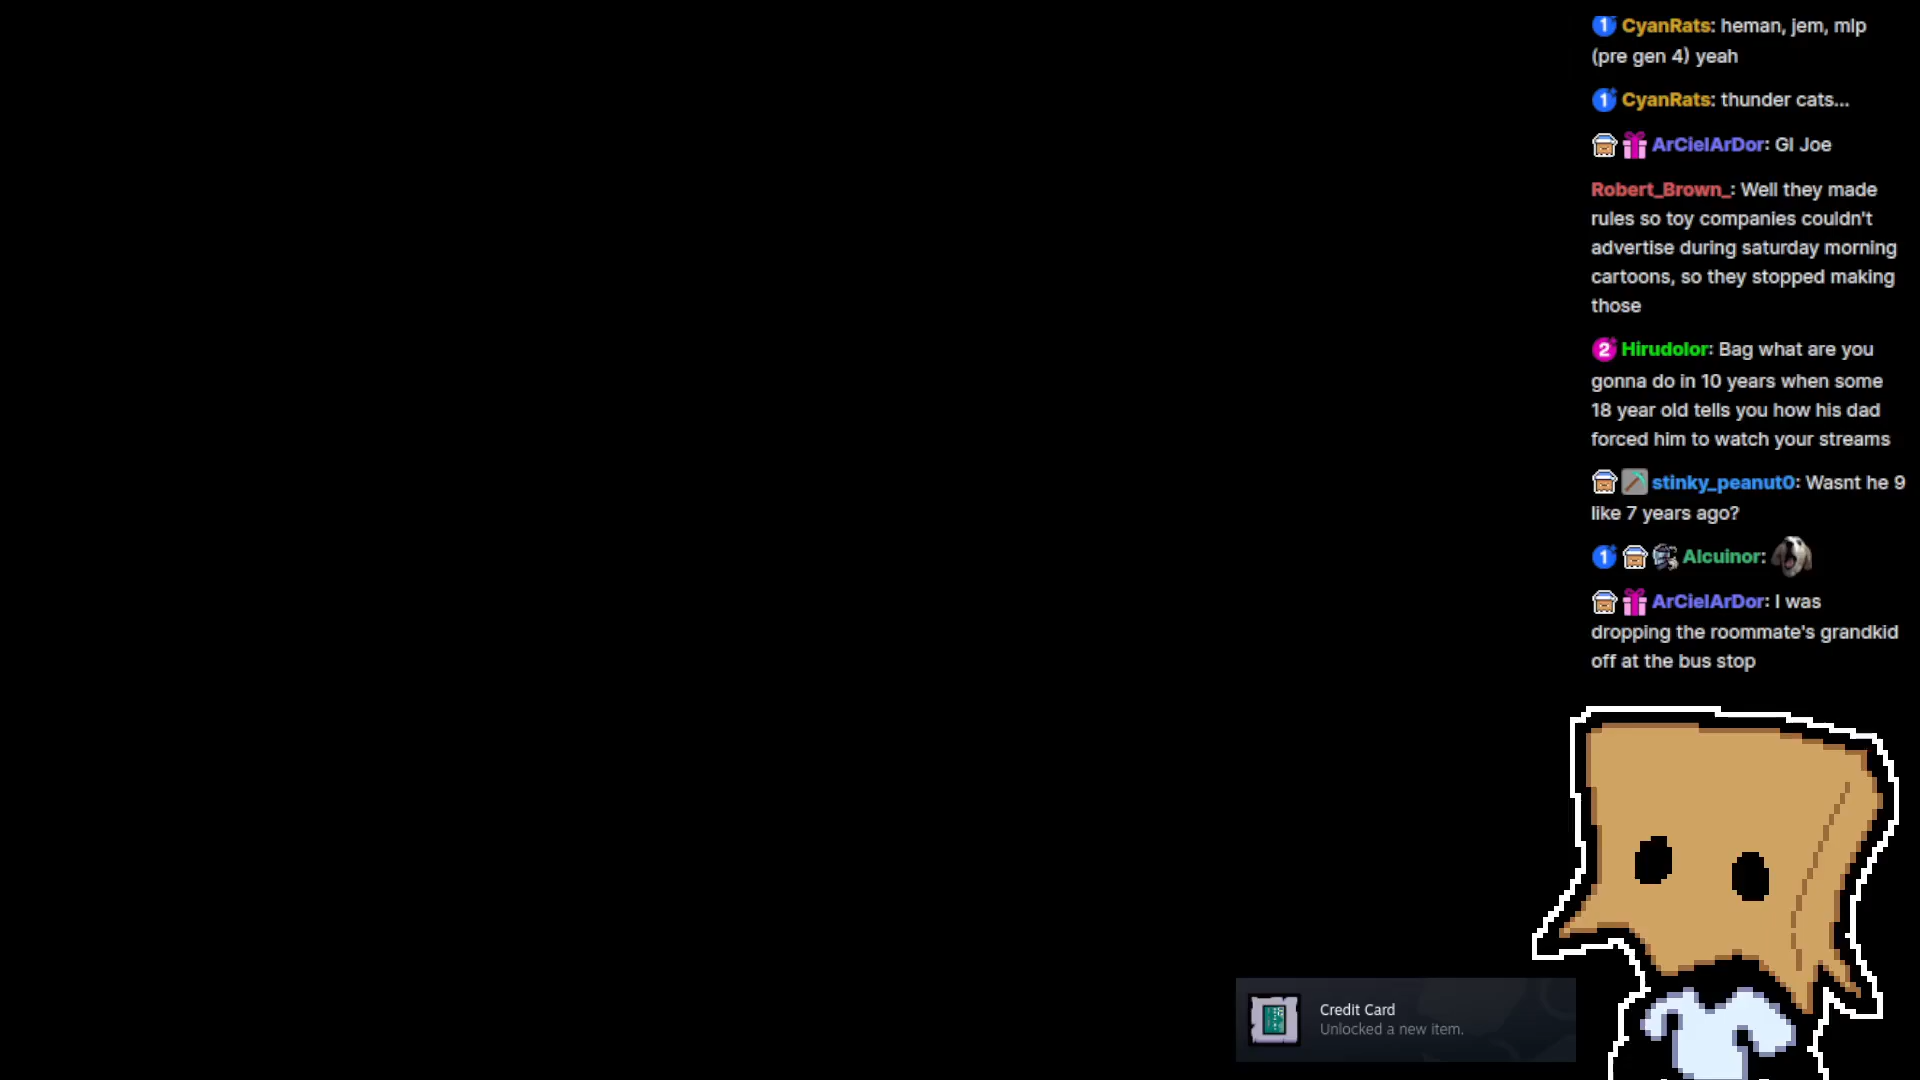 1 CyanRats: heman, jem, mlp
(pre gen 4) yeah
1 CyanRats: thunder cats...
ArCielArDor: GI Joe
Robert_Brown_: Well they made
rules so toy companies couldn't
advertise during saturday morning
cartoons, so they stopped making
those
2 Hirudolor: Bag what are you
gonna do in 10 years when some
18 year old tells you how his dad
forced him to watch your streams
stinky_peanut0: Wasnt he 9
like 7 years ago?
1 Alcuinor:
ArCielArDor: I was
dropping the roommate's grandkid
off at the bus stop
Credit Card
Unlocked a new item.